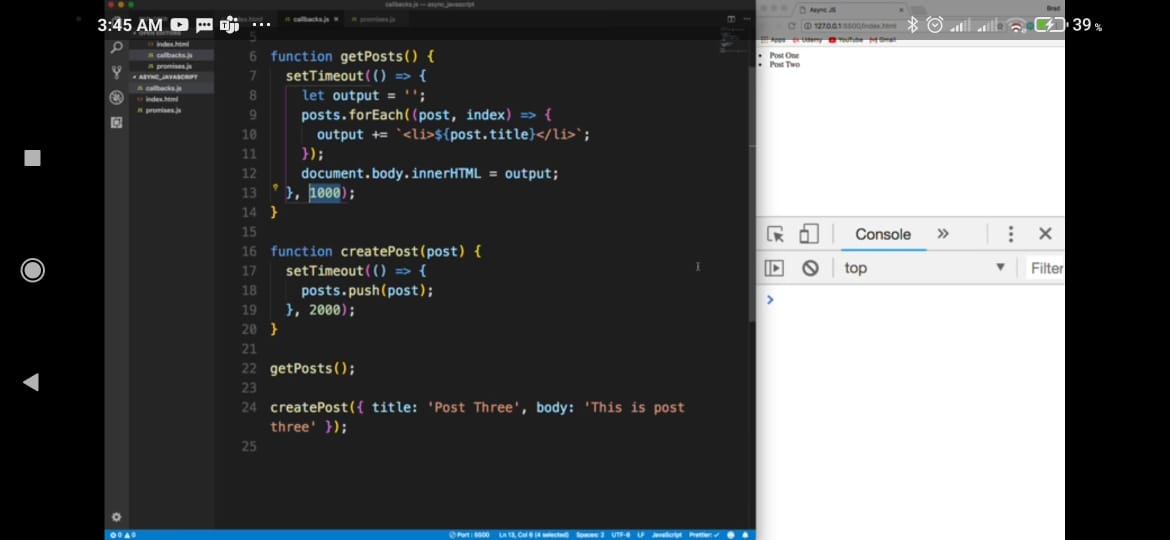 callbacks.js — async_javascript
3:45 AM
39%
callbacks.js
promises.js
Async JS
Brad
127.0.0.1:5500/index.html
Apps
Udemy
YouTube
Gmail
Post One
Post Two
index.html
callbacks.js
promises.js
ASYNC_JAVASCRIPT
callbacks.js
index.html
promises.js
5
6 function getPosts() {
7 setTimeout(() => {
8 let output = '';
9 posts.forEach((post, index) => {
10 output += `<li>${post.title}</li>`;
11 });
12 document.body.innerHTML = output;
13 }, 1000);
14 }
15
16 function createPost(post) {
17 setTimeout(() => {
18 posts.push(post);
19 }, 2000);
20 }
21
22 getPosts();
23
24 createPost({ title: 'Post Three', body: 'This is post
three' });
25
Console
top
Filter
0 0
Port : 5500
Ln 13, Col 6 (4 selected)
Spaces: 2
UTF-8
LF
JavaScript
Prettier: ✓